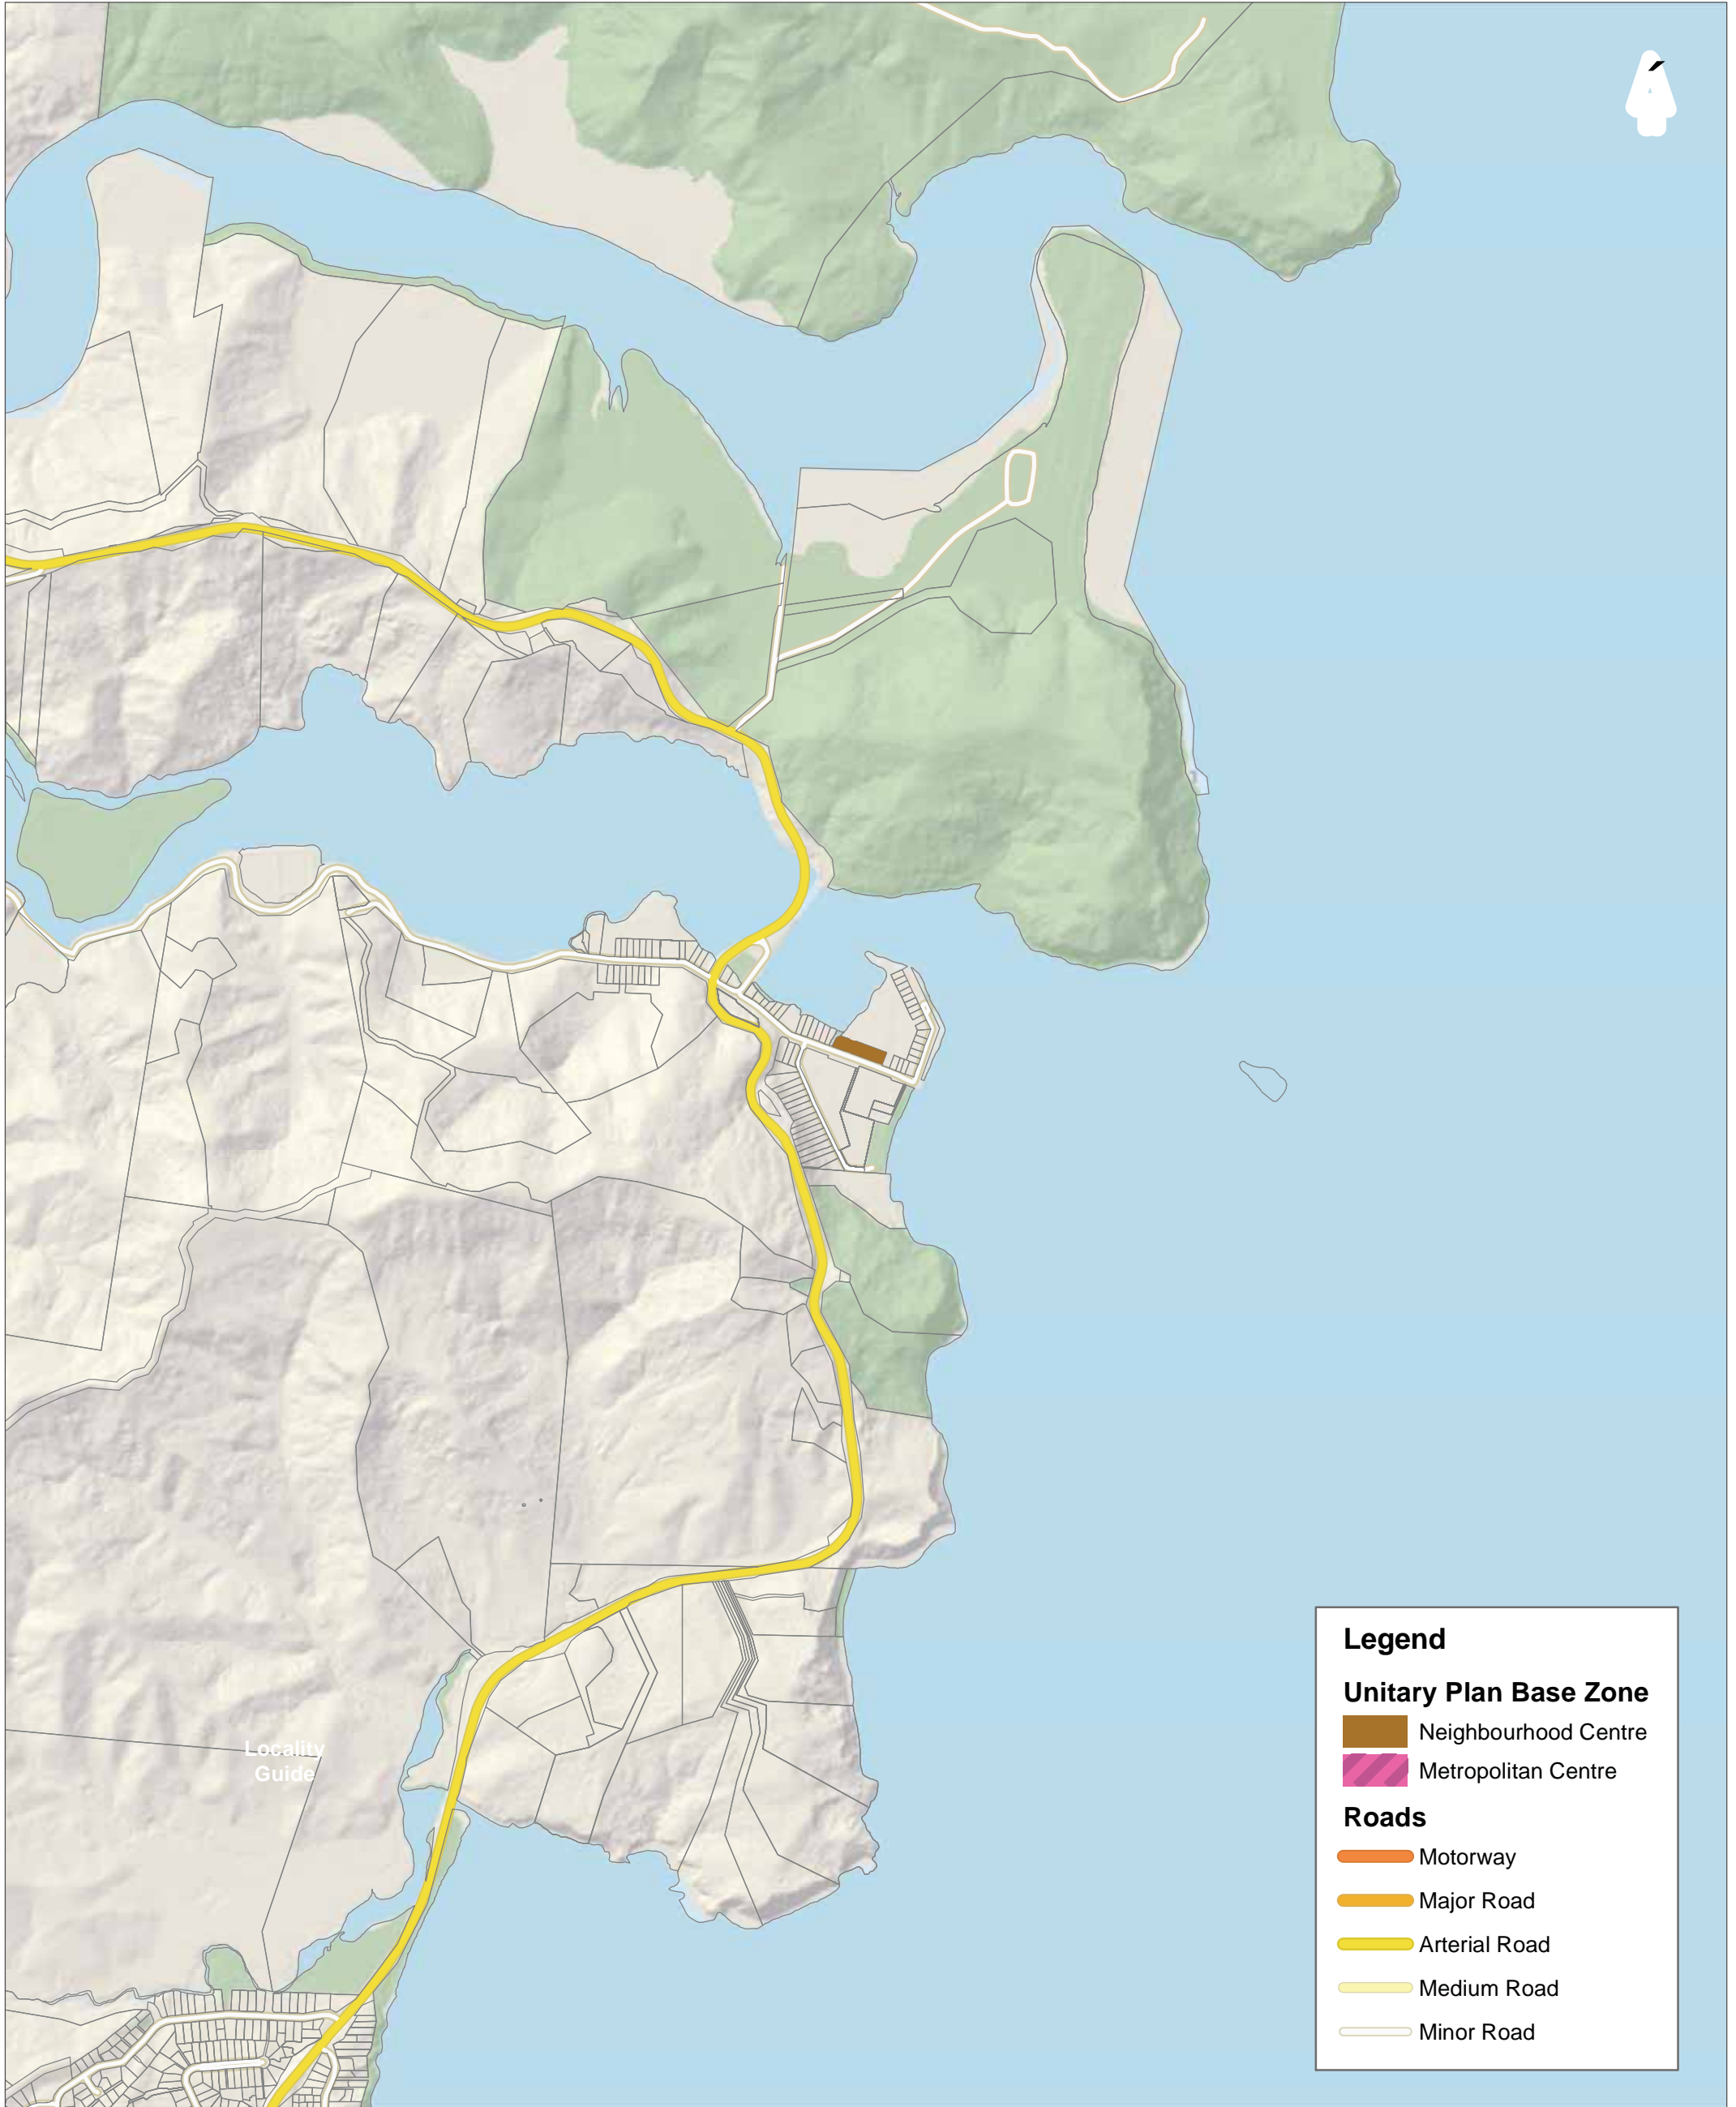 Locality
Guide
Legend
Unitary Plan Base Zone
Neighbourhood Centre
Metropolitan Centre
Roads
Motorway
Major Road
Arterial Road
Medium Road
Minor Road